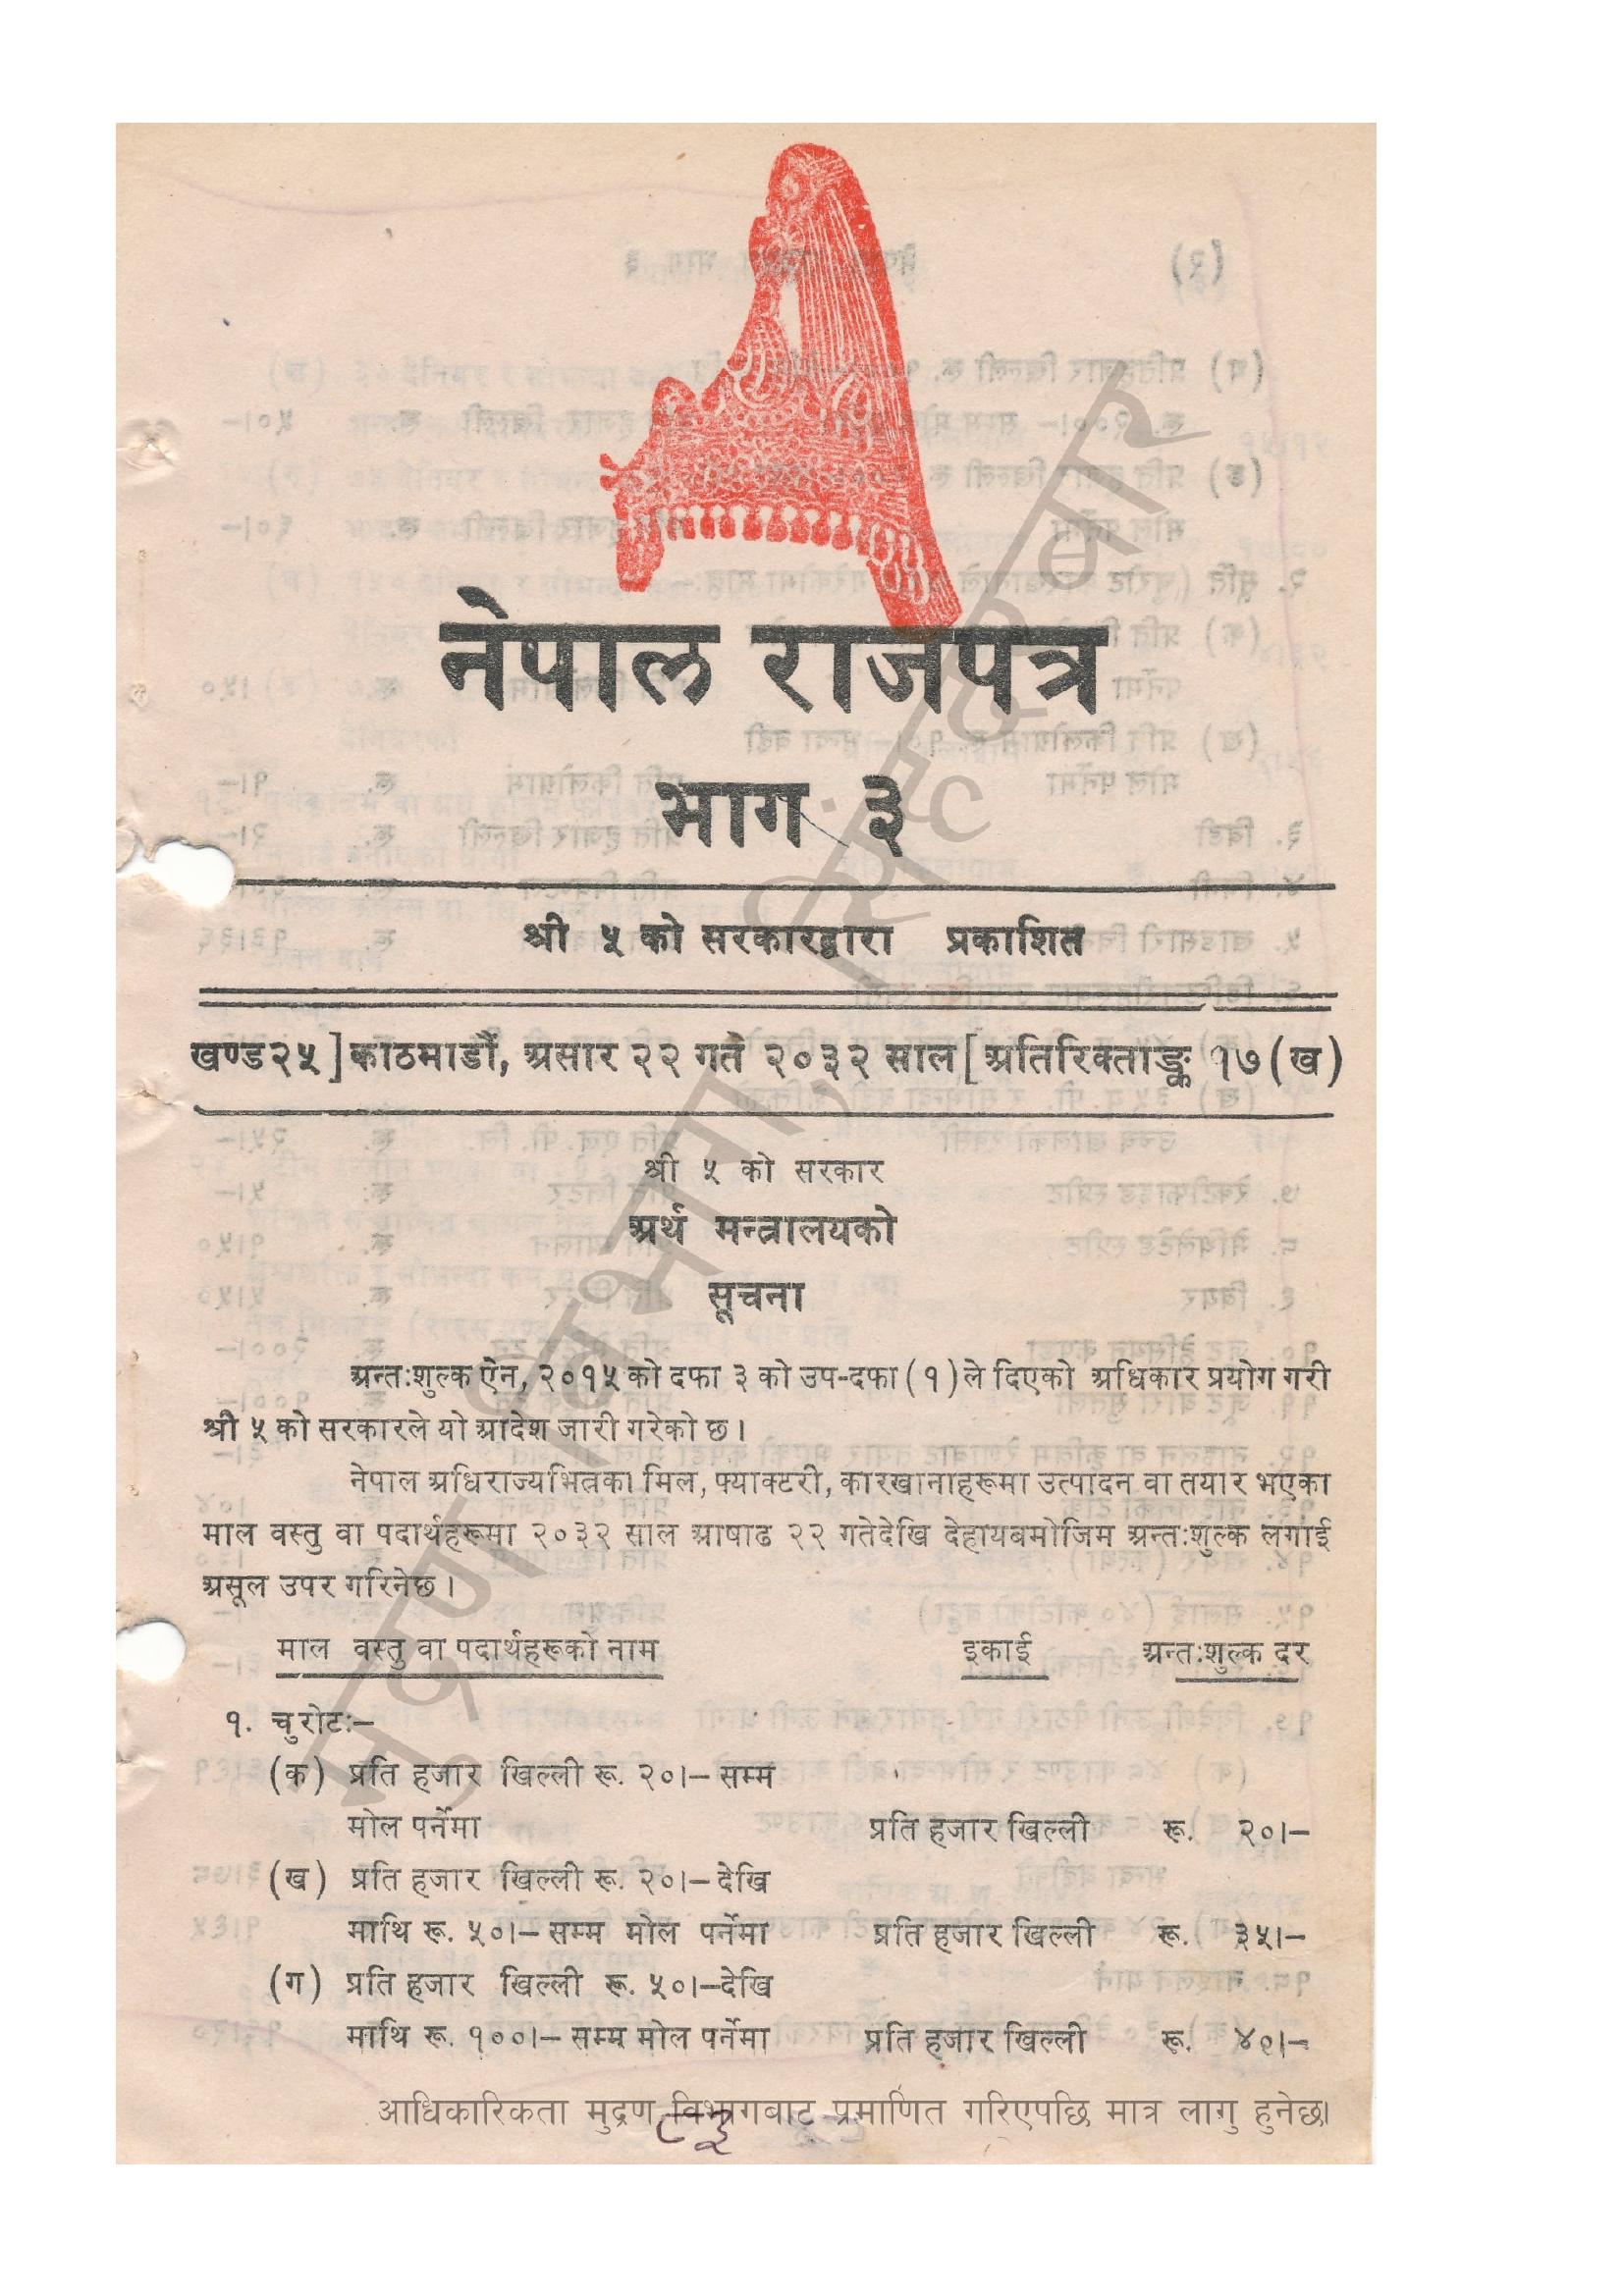 नेपाल राजपत्र
भाग ३
श्री ५ को सरकारद्वारा प्रकाशित
खण्ड२५] काठमाडौं, असार २२ गते २०३२ साल [ अतिरिक्ताङ्क १७ (ख)
श्री ५ को सरकार
अर्थ मन्त्रालयको
सूचना
अन्तःशुल्क ऐन, २०१५ को दफा ३ को उप-दफा (१) ले दिएको अधिकार प्रयोग गरी
श्री ५ को सरकारले यो आदेश जारी गरेको छ।
नेपाल अधिराज्यभित्रका मिल, फ्याक्टरी, कारखानाहरूमा उत्पादन वा तयार भएका
माल वस्तु वा पदार्थहरूमा २०३२ साल आषाढ २२ गतेदेखि देहायबमोजिम अन्तःशुल्क लगाई
असूल उपर गरिनेछ।
माल वस्तु वा पदार्थहरूको नाम इकाई अन्तःशुल्क दर
१. चुरोटः–
(क) प्रति हजार खिल्ली रू. २०।– सम्म
मोल पर्नेमा प्रति हजार खिल्ली रू. २०।–
(ख) प्रति हजार खिल्ली रू. २०।– देखि
माथि रू. ५०।– सम्म मोल पर्नेमा प्रति हजार खिल्ली रू. ३५।–
(ग) प्रति हजार खिल्ली रू. ५०।–देखि
माथि रू. १००।– सम्म मोल पर्नेमा प्रति हजार खिल्ली रू. ४०।–
आधिकारिकता मुद्रण विभागबाट प्रमाणित गरिएपछि मात्र लागु हुनेछ।
८३
मुद्रण विभाग, सिंहदरबार